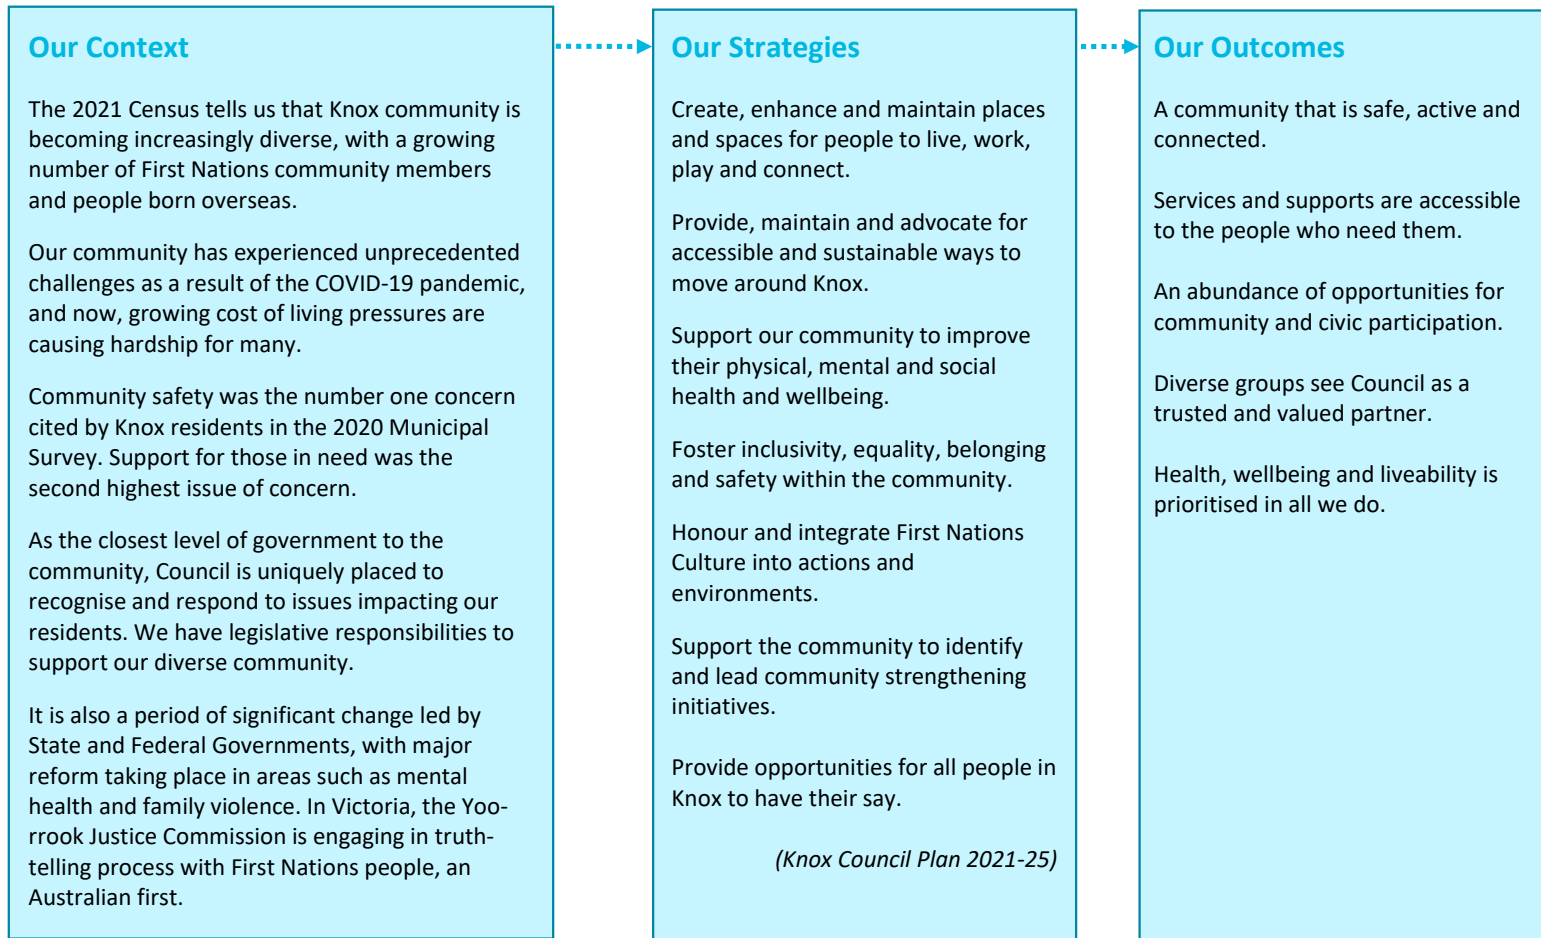 Our Context
The 2021 Census tells us that Knox community is
becoming increasingly diverse, with a growing
number of First Nations community members
and people born overseas.
Our community has experienced unprecedented
challenges as a result of the COVID-19 pandemic,
and now, growing cost of living pressures are
causing hardship for many.
Community safety was the number one concern
cited by Knox residents in the 2020 Municipal
Survey. Support for those in need was the
second highest issue of concern.
As the closest level of government to the
community, Council is uniquely placed to
recognise and respond to issues impacting our
residents. We have legislative responsibilities to
support our diverse community.
It is also a period of significant change led by
State and Federal Governments, with major
reform taking place in areas such as mental
health and family violence. In Victoria, the Yoo-
rrook Justice Commission is engaging in truth-
telling process with First Nations people, an
Australian first.
Our Strategies
Create, enhance and maintain places
and spaces for people to live, work,
play and connect.
Provide, maintain and advocate for
accessible and sustainable ways to
move around Knox.
Support our community to improve
their physical, mental and social
health and wellbeing.
Foster inclusivity, equality, belonging
and safety within the community.
Honour and integrate First Nations
Culture into actions and
environments.
Support the community to identify
and lead community strengthening
initiatives.
Provide opportunities for all people in
Knox to have their say.
(Knox Council Plan 2021-25)
Our Outcomes
A community that is safe, active and
connected.
Services and supports are accessible
to the people who need them.
An abundance of opportunities for
community and civic participation.
Diverse groups see Council as a
trusted and valued partner.
Health, wellbeing and liveability is
prioritised in all we do.